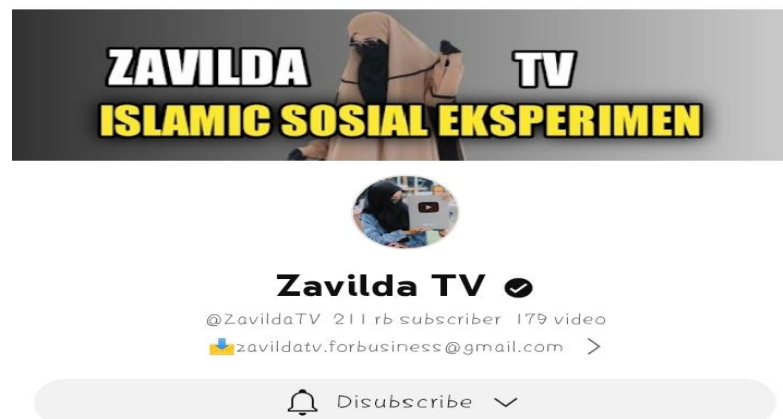 ZAVILDA TV
ISLAMIC SOSIAL EKSPERIMEN
Zavilda TV
@ZavildaTV 211 rb subscriber 179 video
zavildatv.forbusiness@gmail.com >
Disubscribe